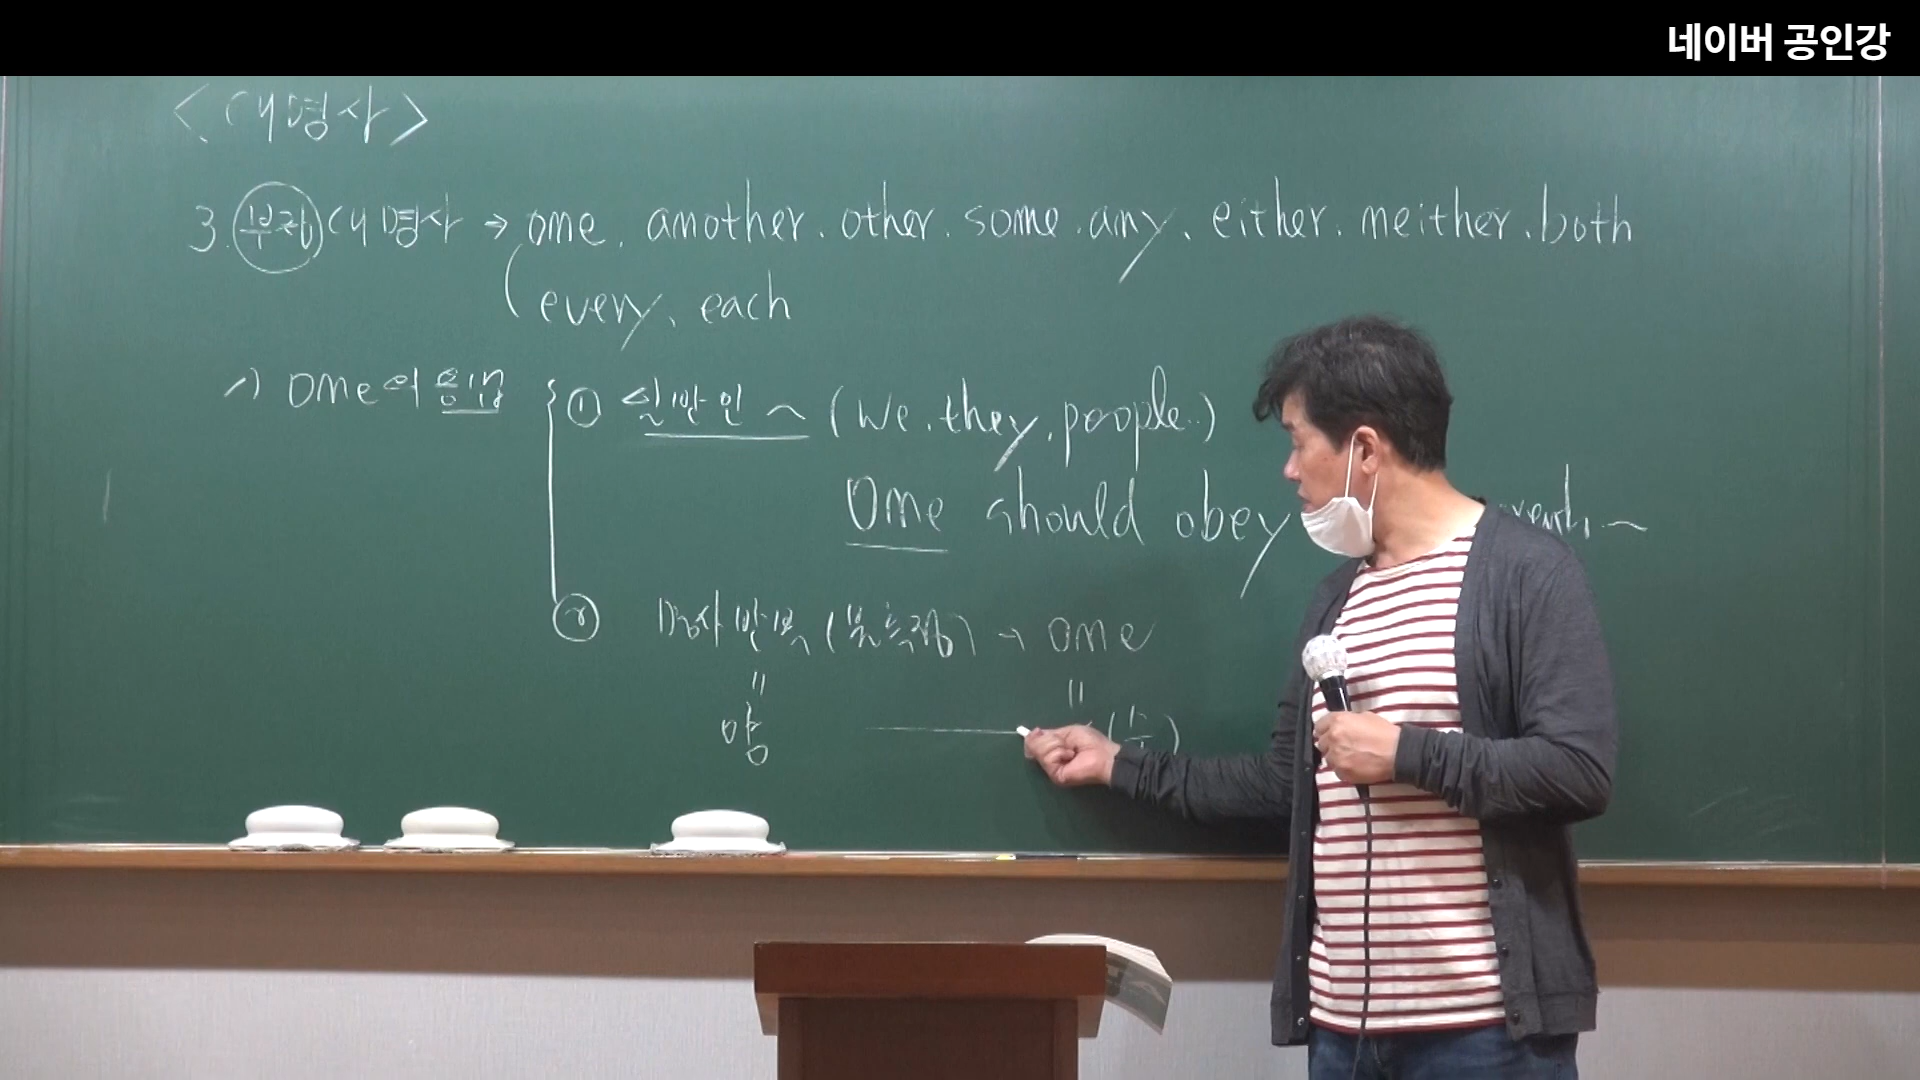 네이버 공인강
<대명사>
3. 부정대명사 → one. another. other. some. any. either. neither. both
every. each
1) one의 용법 ① 일반인 ~ (we. they. people..)
One should obey
② 명사반복 (불특정) → one
〃 〃
양 (수)